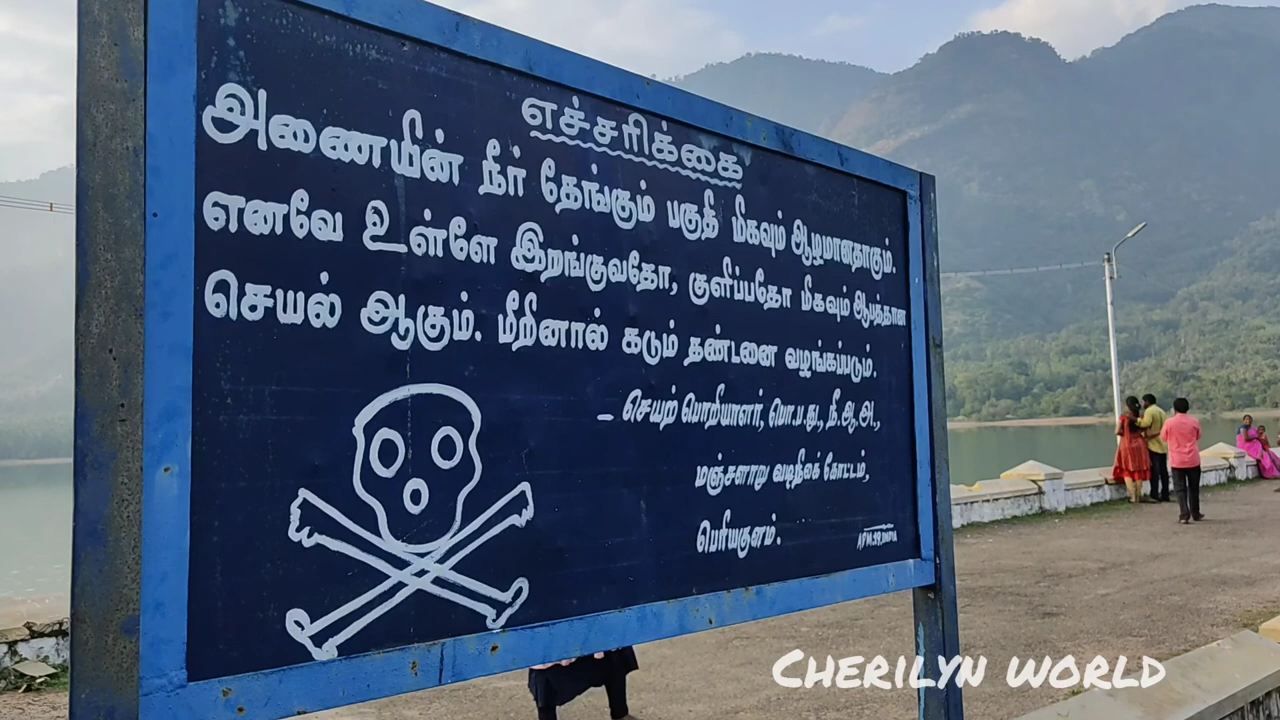 எச்சரிக்கை
அணையின் நீர் தேங்கும் பகுதி மிகவும் ஆழமானதாகும்.
எனவே உள்ளே இறங்குவதோ, குளிப்பதோ மிகவும் ஆபத்தான
செயல் ஆகும். மீறினால் கடும் தண்டனை வழங்கப்படும்.
– செயற் பொறியாளர், பொ.ப.து., நீ.ஆ.அ.,
மஞ்சளாறு வடிநிலக் கோட்டம்,
பெரியகுளம்.
CHERILYN WORLD